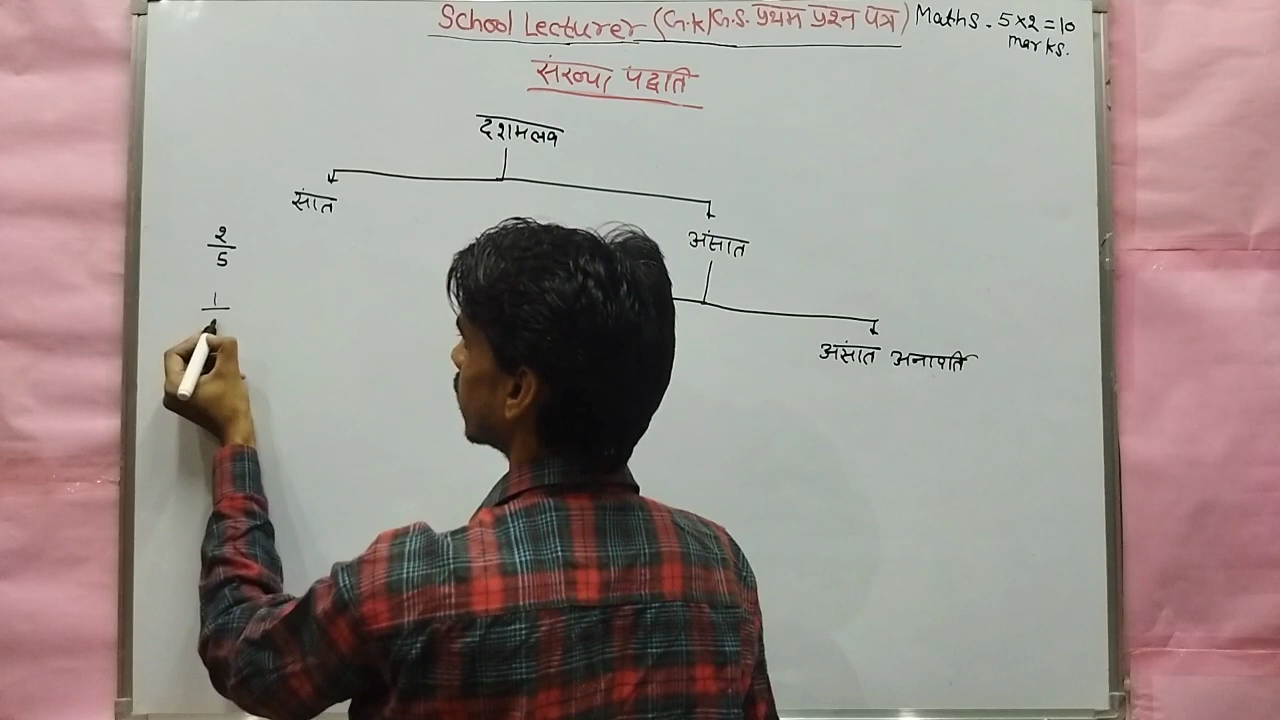 School Lecturer (G.K/G.S. प्रथम प्रश्न पत्र) Maths - 5×2=10
marks.
संख्या पद्धति
दशमलव
सांत
असांत
2
5
1
असांत अनावर्ति